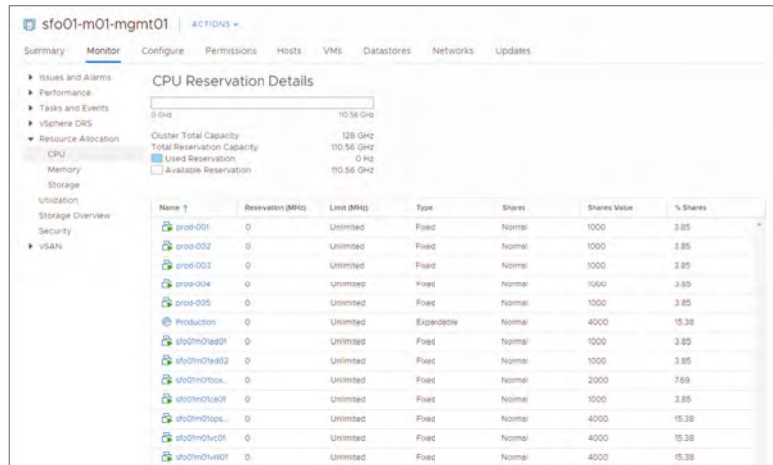 sfo01-m01-mgmt01 ACTIONS
Summary Monitor Configure Permissions Hosts VMs Datastores Networks Updates
Issues and Alarms
Performance
Tasks and Events
vSphere DRS
Resource Allocation
CPU
Memory
Storage
Utilization
Storage Overview
Security
vSAN
CPU Reservation Details
0 GHz 110.56 GHz
Cluster Total Capacity 128 GHz
Total Reservation Capacity 110.56 GHz
Used Reservation 0 Hz
Available Reservation 110.56 GHz
Name ↑ Reservation (MHz) Limit (MHz) Type Shares Shares Value % Shares
prod-001 0 Unlimited Fixed Normal 1000 3.85
prod-002 0 Unlimited Fixed Normal 1000 3.85
prod-003 0 Unlimited Fixed Normal 1000 3.85
prod-004 0 Unlimited Fixed Normal 1000 3.85
prod-005 0 Unlimited Fixed Normal 1000 3.85
Production 0 Unlimited Expandable Normal 4000 15.38
sfo01m01ad01 0 Unlimited Fixed Normal 1000 3.85
sfo01m01ad02 0 Unlimited Fixed Normal 1000 3.85
0 Unlimited Fixed Normal 2000 7.69
0 Unlimited Fixed Normal 1000 3.85
sfo01m01ops... 0 Unlimited Fixed Normal 4000 15.38
sfo01m01vc01 0 Unlimited Fixed Normal 4000 15.38
0 Unlimited Fixed Normal 4000 15.38